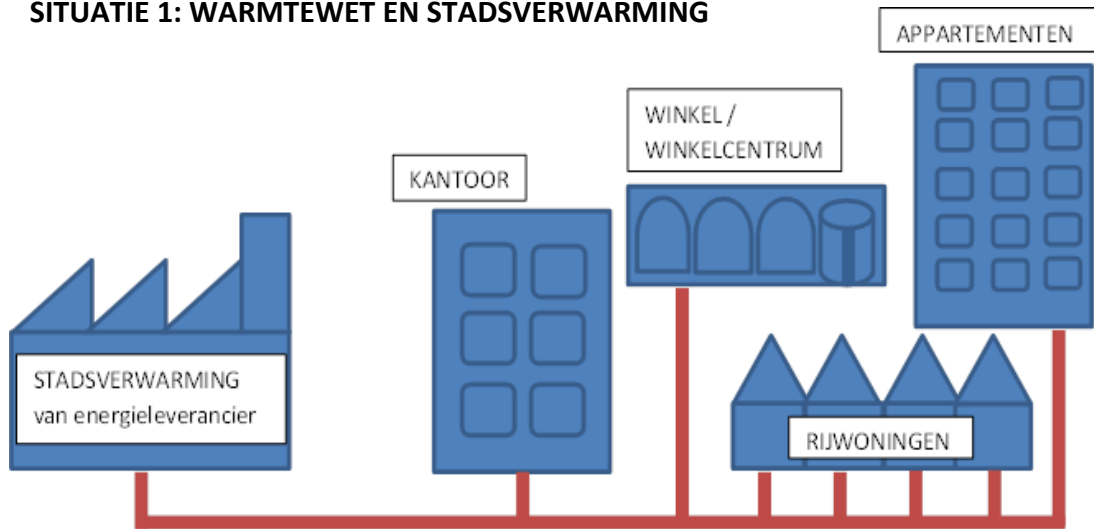 SITUATIE 1: WARMTEWET EN STADSVERWARMING
APPARTEMENTEN
WINKEL /
WINKELCENTRUM
KANTOOR
STADSVERWARMING
van energieleverancier
RIJWONINGEN